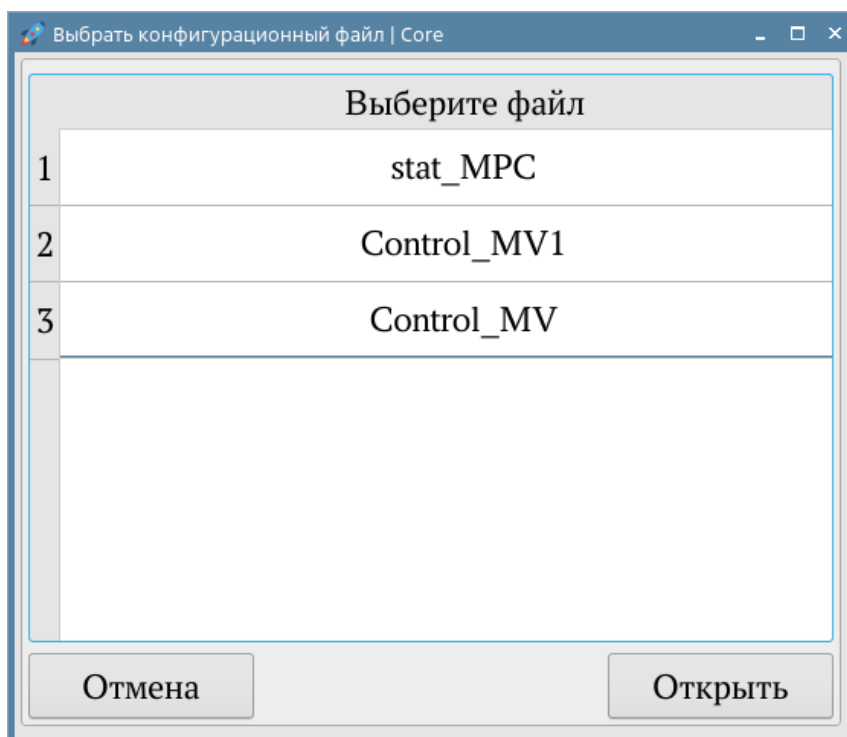 Выбрать конфигурационный файл | Core
Выберите файл
1 stat_MPC
2 Control_MV1
3 Control_MV
Отмена Открыть